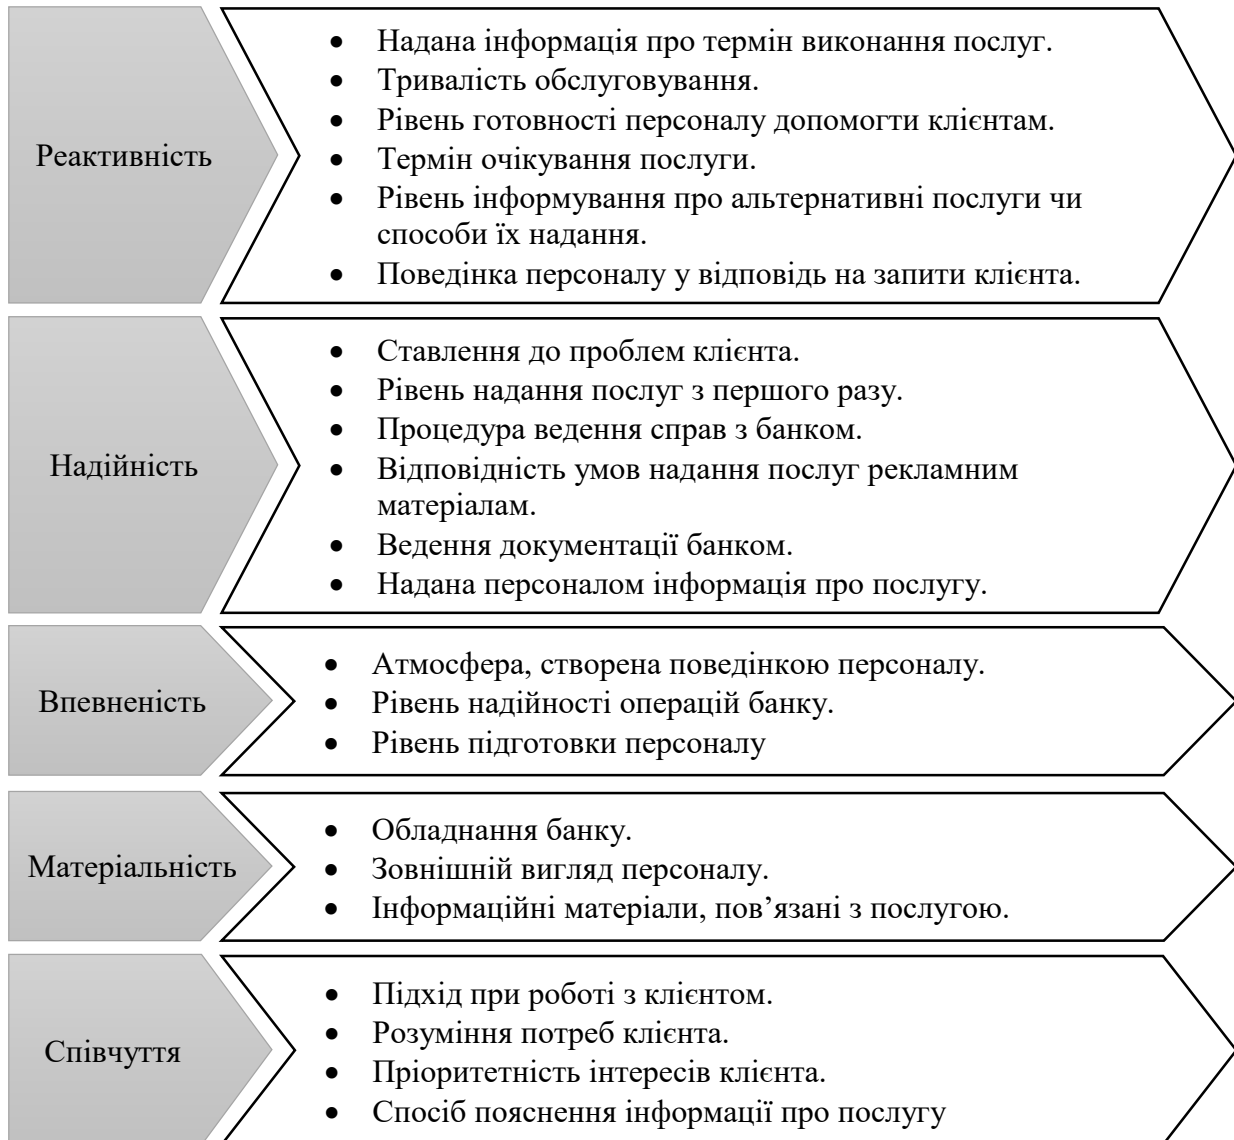 Реактивність
• Надана інформація про термін виконання послуг.
• Тривалість обслуговування.
• Рівень готовності персоналу допомогти клієнтам.
• Термін очікування послуги.
• Рівень інформування про альтернативні послуги чи
способи їх надання.
• Поведінка персоналу у відповідь на запити клієнта.
Надійність
• Ставлення до проблем клієнта.
• Рівень надання послуг з першого разу.
• Процедура ведення справ з банком.
• Відповідність умов надання послуг рекламним
матеріалам.
• Ведення документації банком.
• Надана персоналом інформація про послугу.
Впевненість
• Атмосфера, створена поведінкою персоналу.
• Рівень надійності операцій банку.
• Рівень підготовки персоналу
Матеріальність
• Обладнання банку.
• Зовнішній вигляд персоналу.
• Інформаційні матеріали, пов’язані з послугою.
Співчуття
• Підхід при роботі з клієнтом.
• Розуміння потреб клієнта.
• Пріоритетність інтересів клієнта.
• Спосіб пояснення інформації про послугу